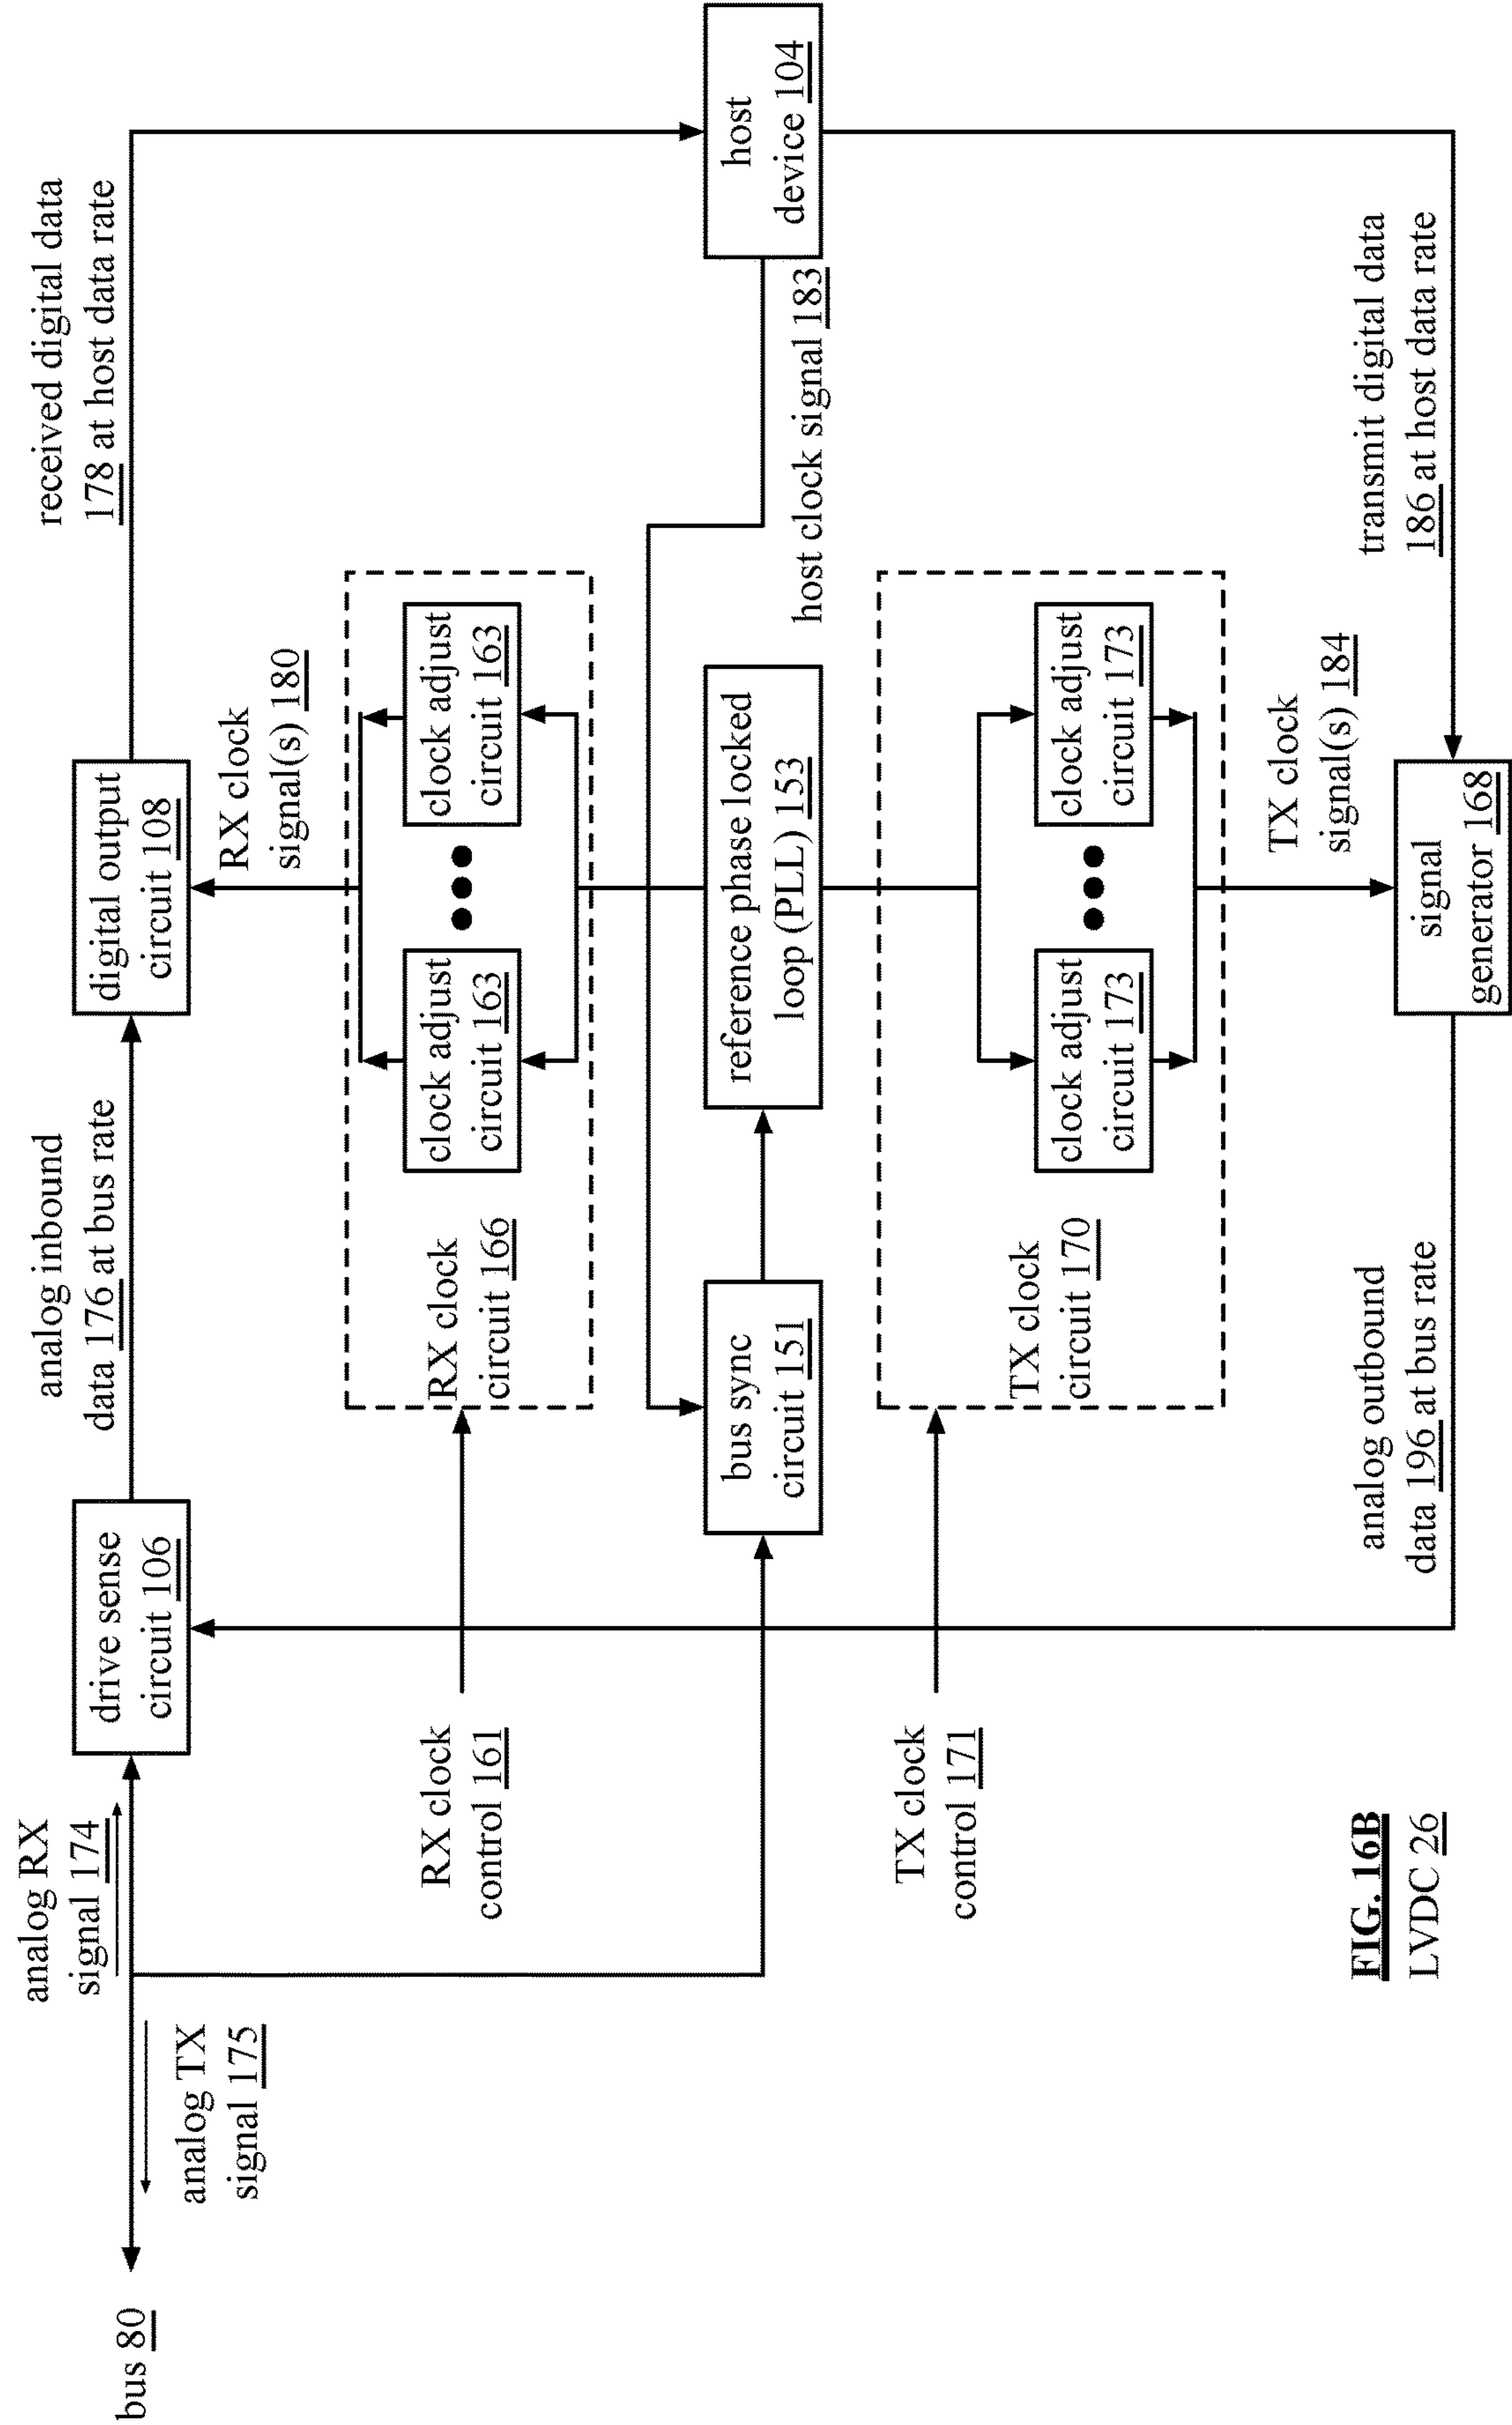 bus 80
analog RX
signal 174
analog TX
signal 175
drive sense
circuit 106
analog inbound
data 176 at bus rate
digital output
circuit 108
received digital data
178 at host data rate
RX clock
signal(s) 180
RX clock
control 161
RX clock
circuit 166
clock adjust
circuit 163
clock adjust
circuit 163
bus sync
circuit 151
reference phase locked
loop (PLL) 153
host clock signal 183
host
device 104
TX clock
control 171
TX clock
circuit 170
clock adjust
circuit 173
clock adjust
circuit 173
TX clock
signal(s) 184
analog outbound
data 196 at bus rate
signal
generator 168
transmit digital data
186 at host data rate
FIG. 16B
LVDC 26